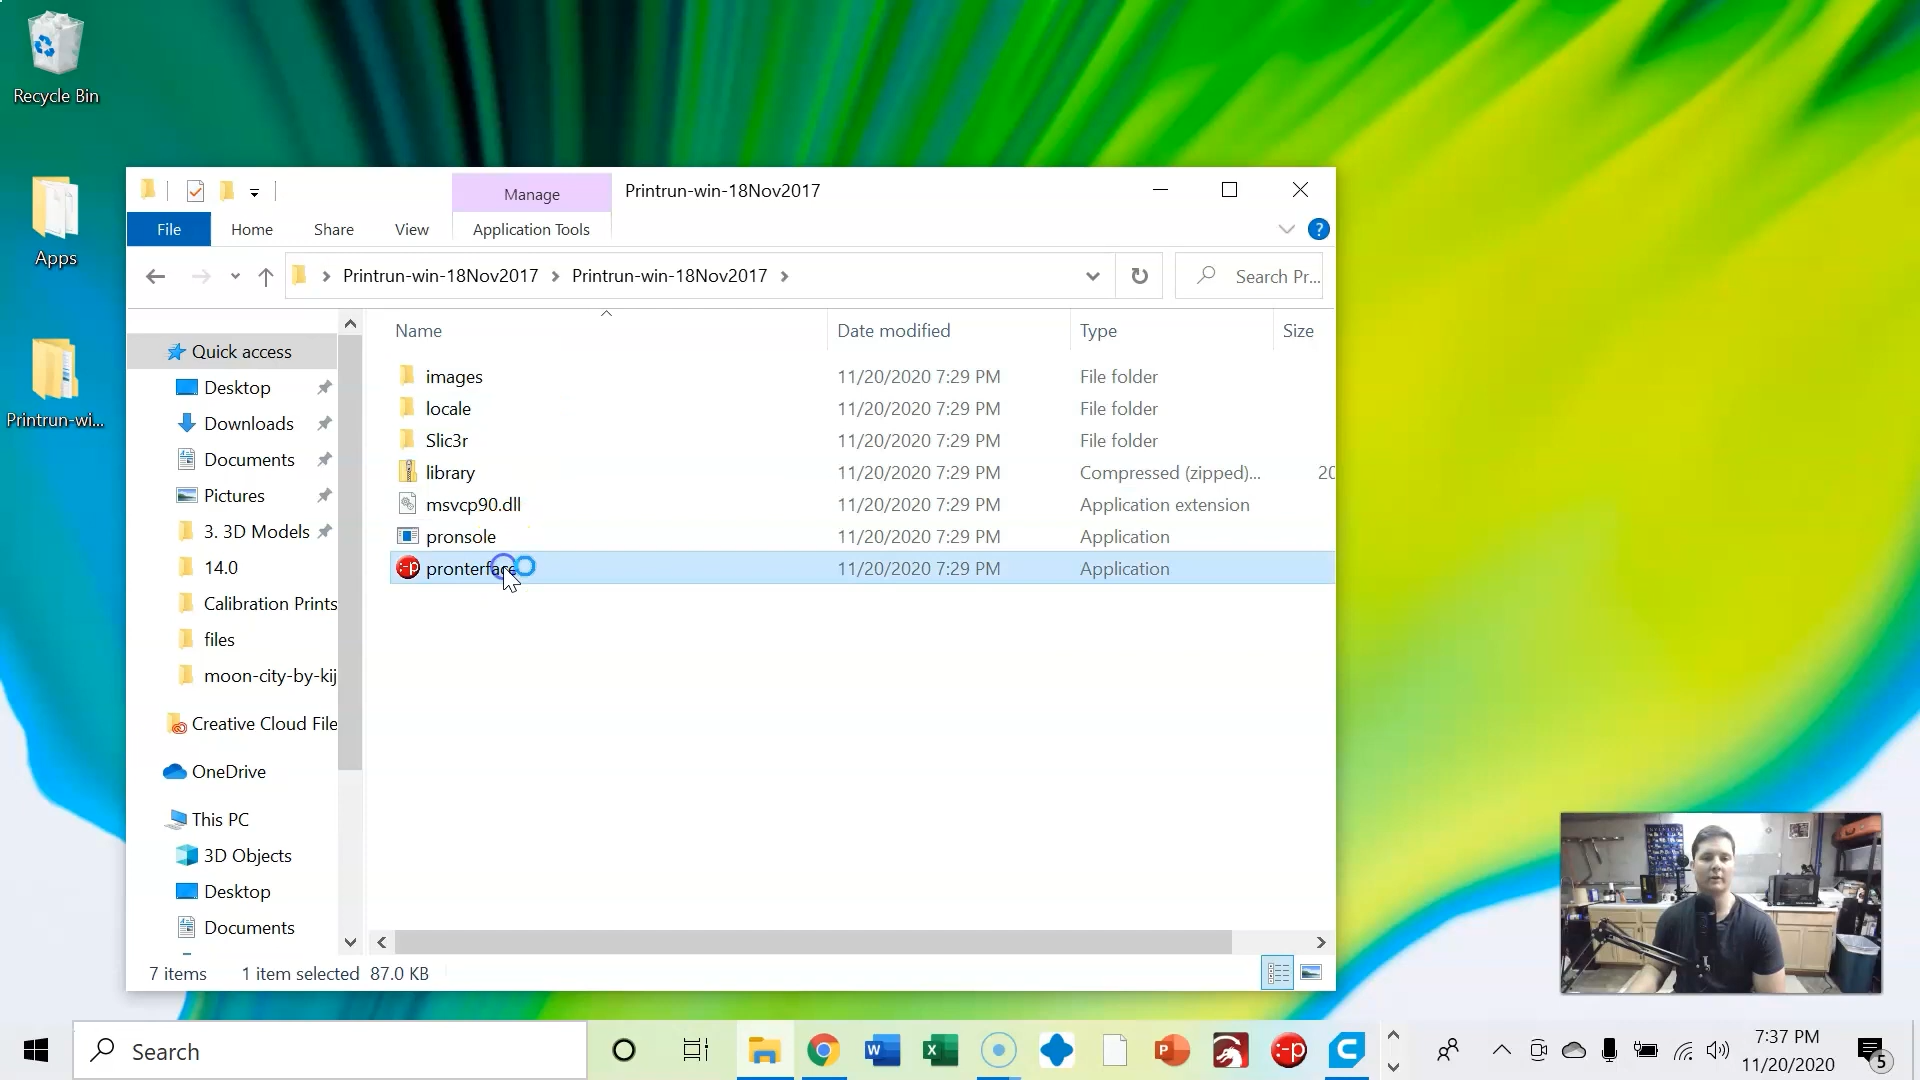 Recycle Bin
Apps
Printrun-wi...
Manage
Printrun-win-18Nov2017
File
Home
Share
View
Application Tools
?
Printrun-win-18Nov2017
Printrun-win-18Nov2017
Search Pr...
Name
Date modified
Type
Size
images
11/20/2020 7:29 PM
File folder
locale
11/20/2020 7:29 PM
File folder
Slic3r
11/20/2020 7:29 PM
File folder
library
11/20/2020 7:29 PM
Compressed (zipped)...
20
msvcp90.dll
11/20/2020 7:29 PM
Application extension
pronsole
11/20/2020 7:29 PM
Application
:-p
pronterface
11/20/2020 7:29 PM
Application
Quick access
Desktop
Downloads
Documents
Pictures
3. 3D Models
14.0
Calibration Prints
files
moon-city-by-kij
Creative Cloud File
OneDrive
This PC
3D Objects
Desktop
Documents
7 items
1 item selected
87.0 KB
Search
W
X
P
:-p
C
7:37 PM
11/20/2020
5